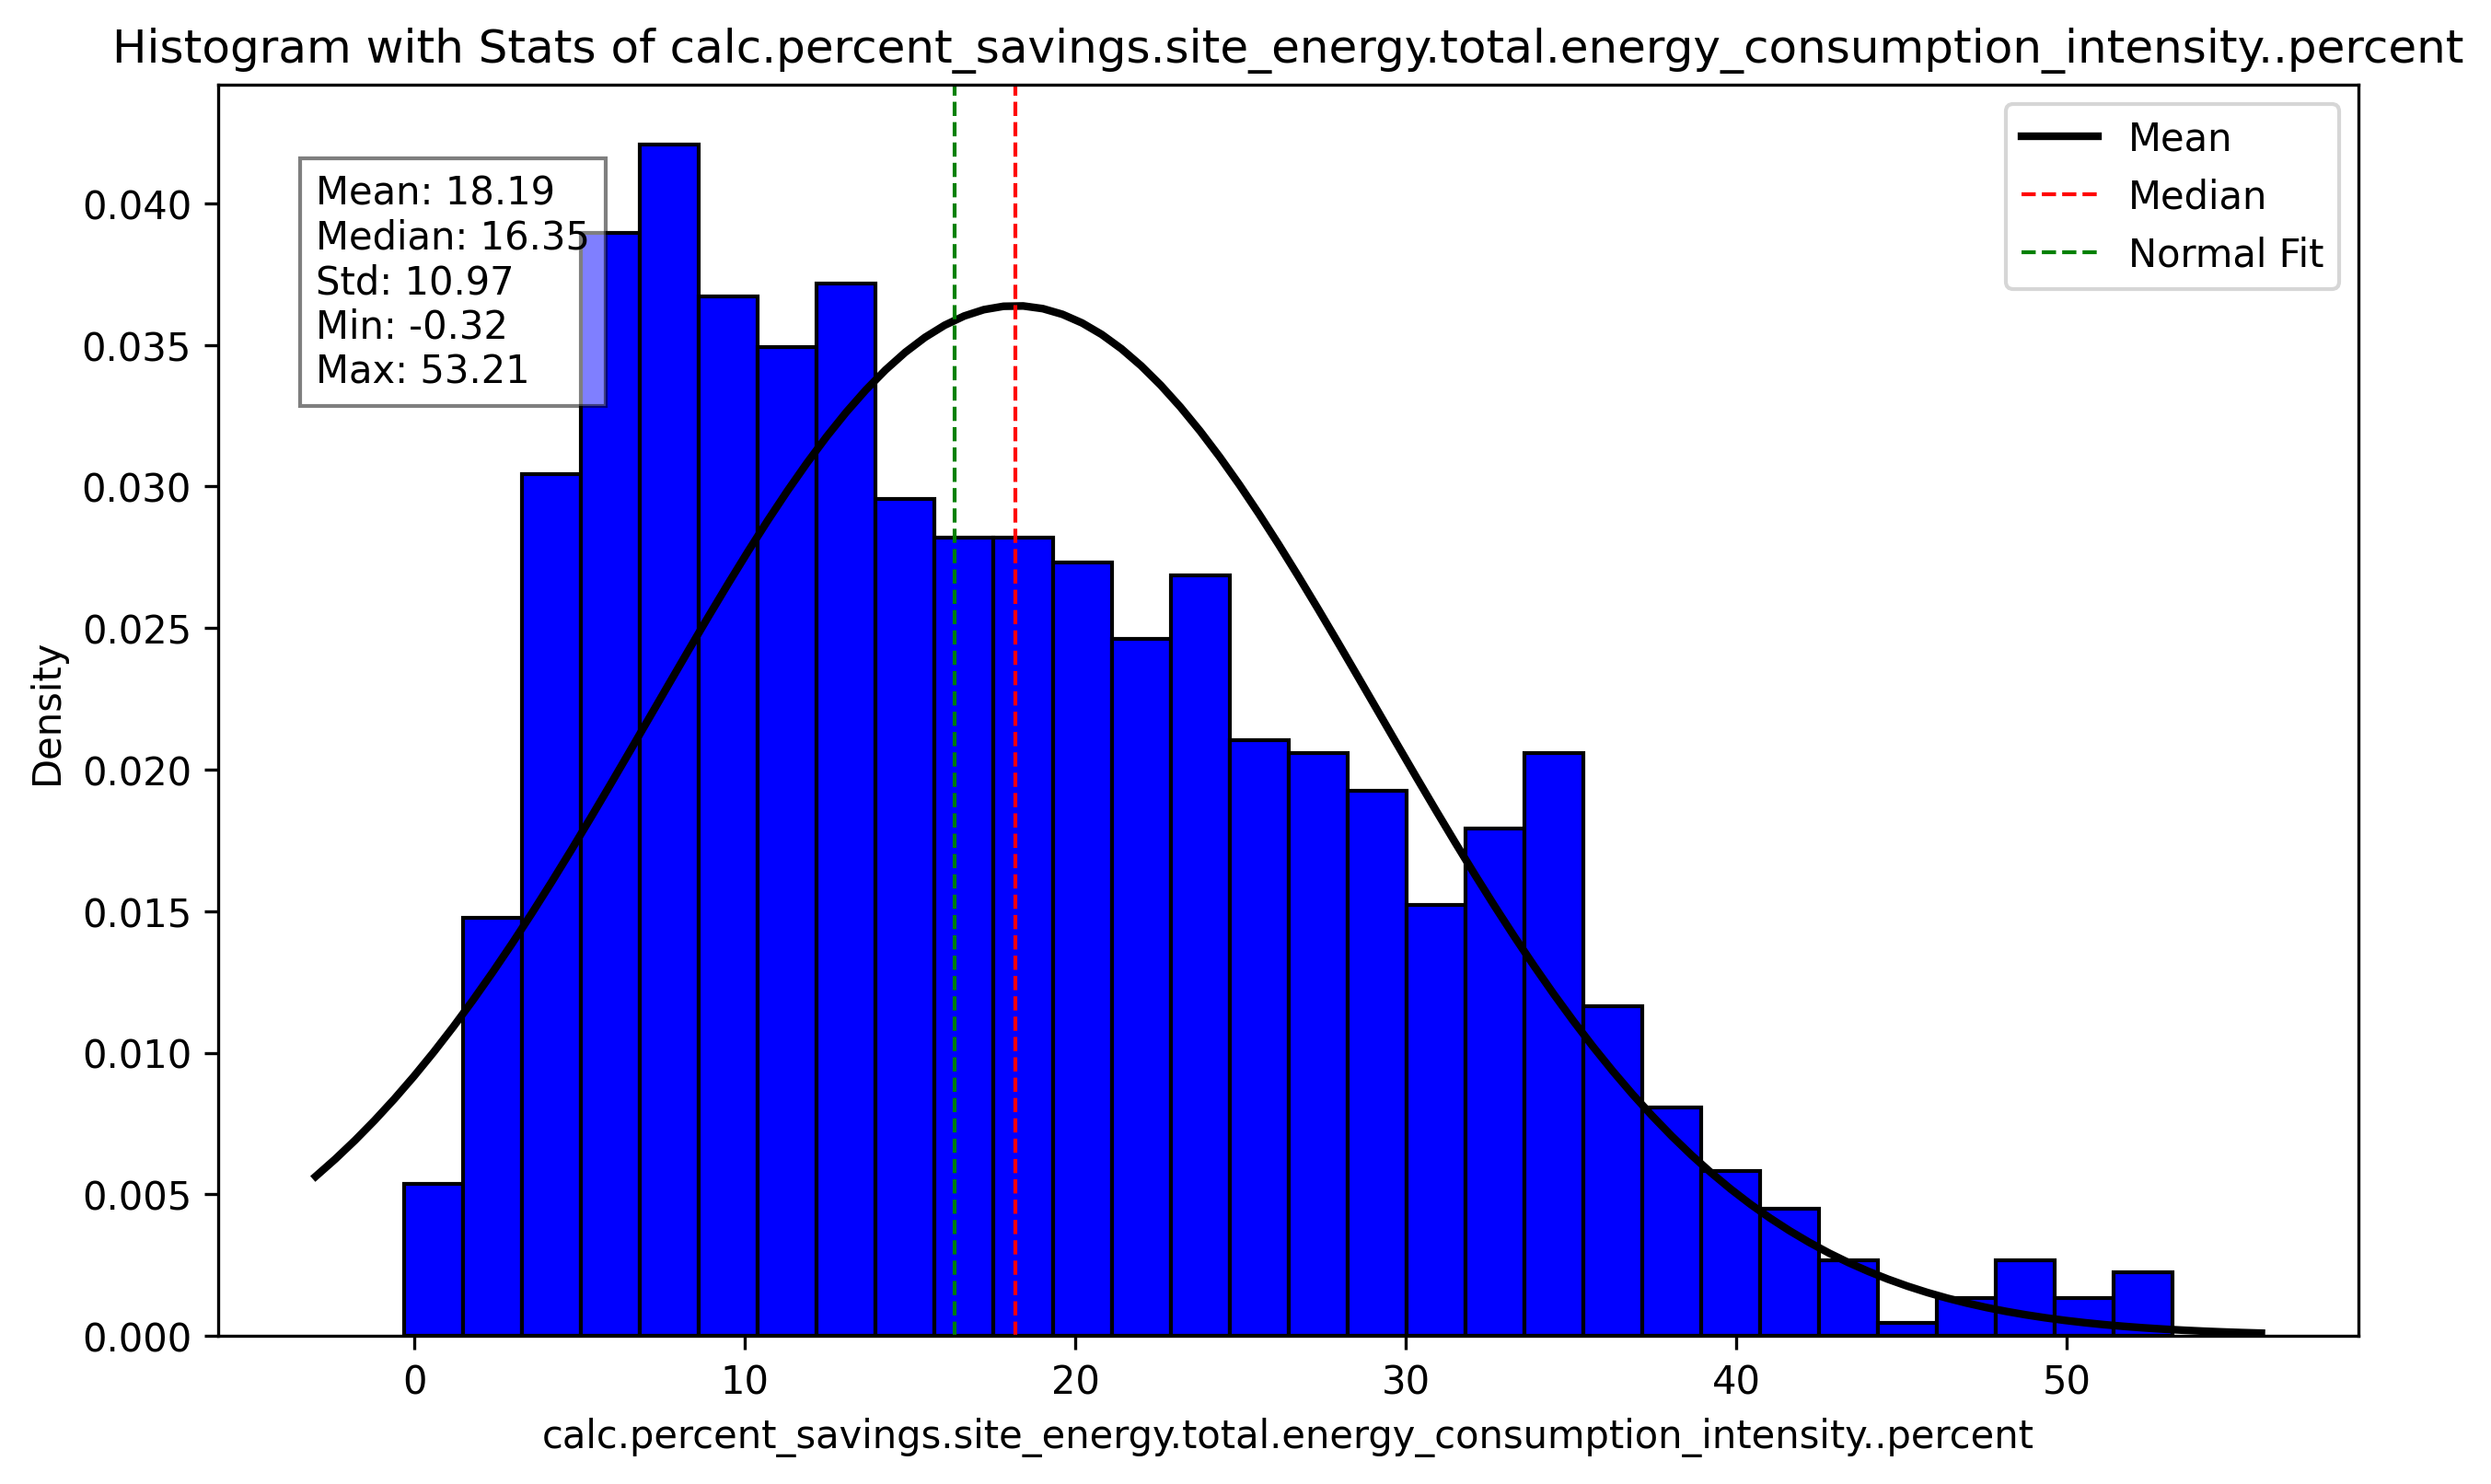 Histogram with Stats of calc.percent_savings.site_energy.total.energy_consumption_intensity..percent
Mean
Median
Normal Fit
Mean: 18.19
Median: 16.35
Std: 10.97
Min: -0.32
Max: 53.21
0.040
0.035
0.030
0.025
0.020
0.015
0.010
0.005
0.000
Density
0
10
20
30
40
50
calc.percent_savings.site_energy.total.energy_consumption_intensity..percent